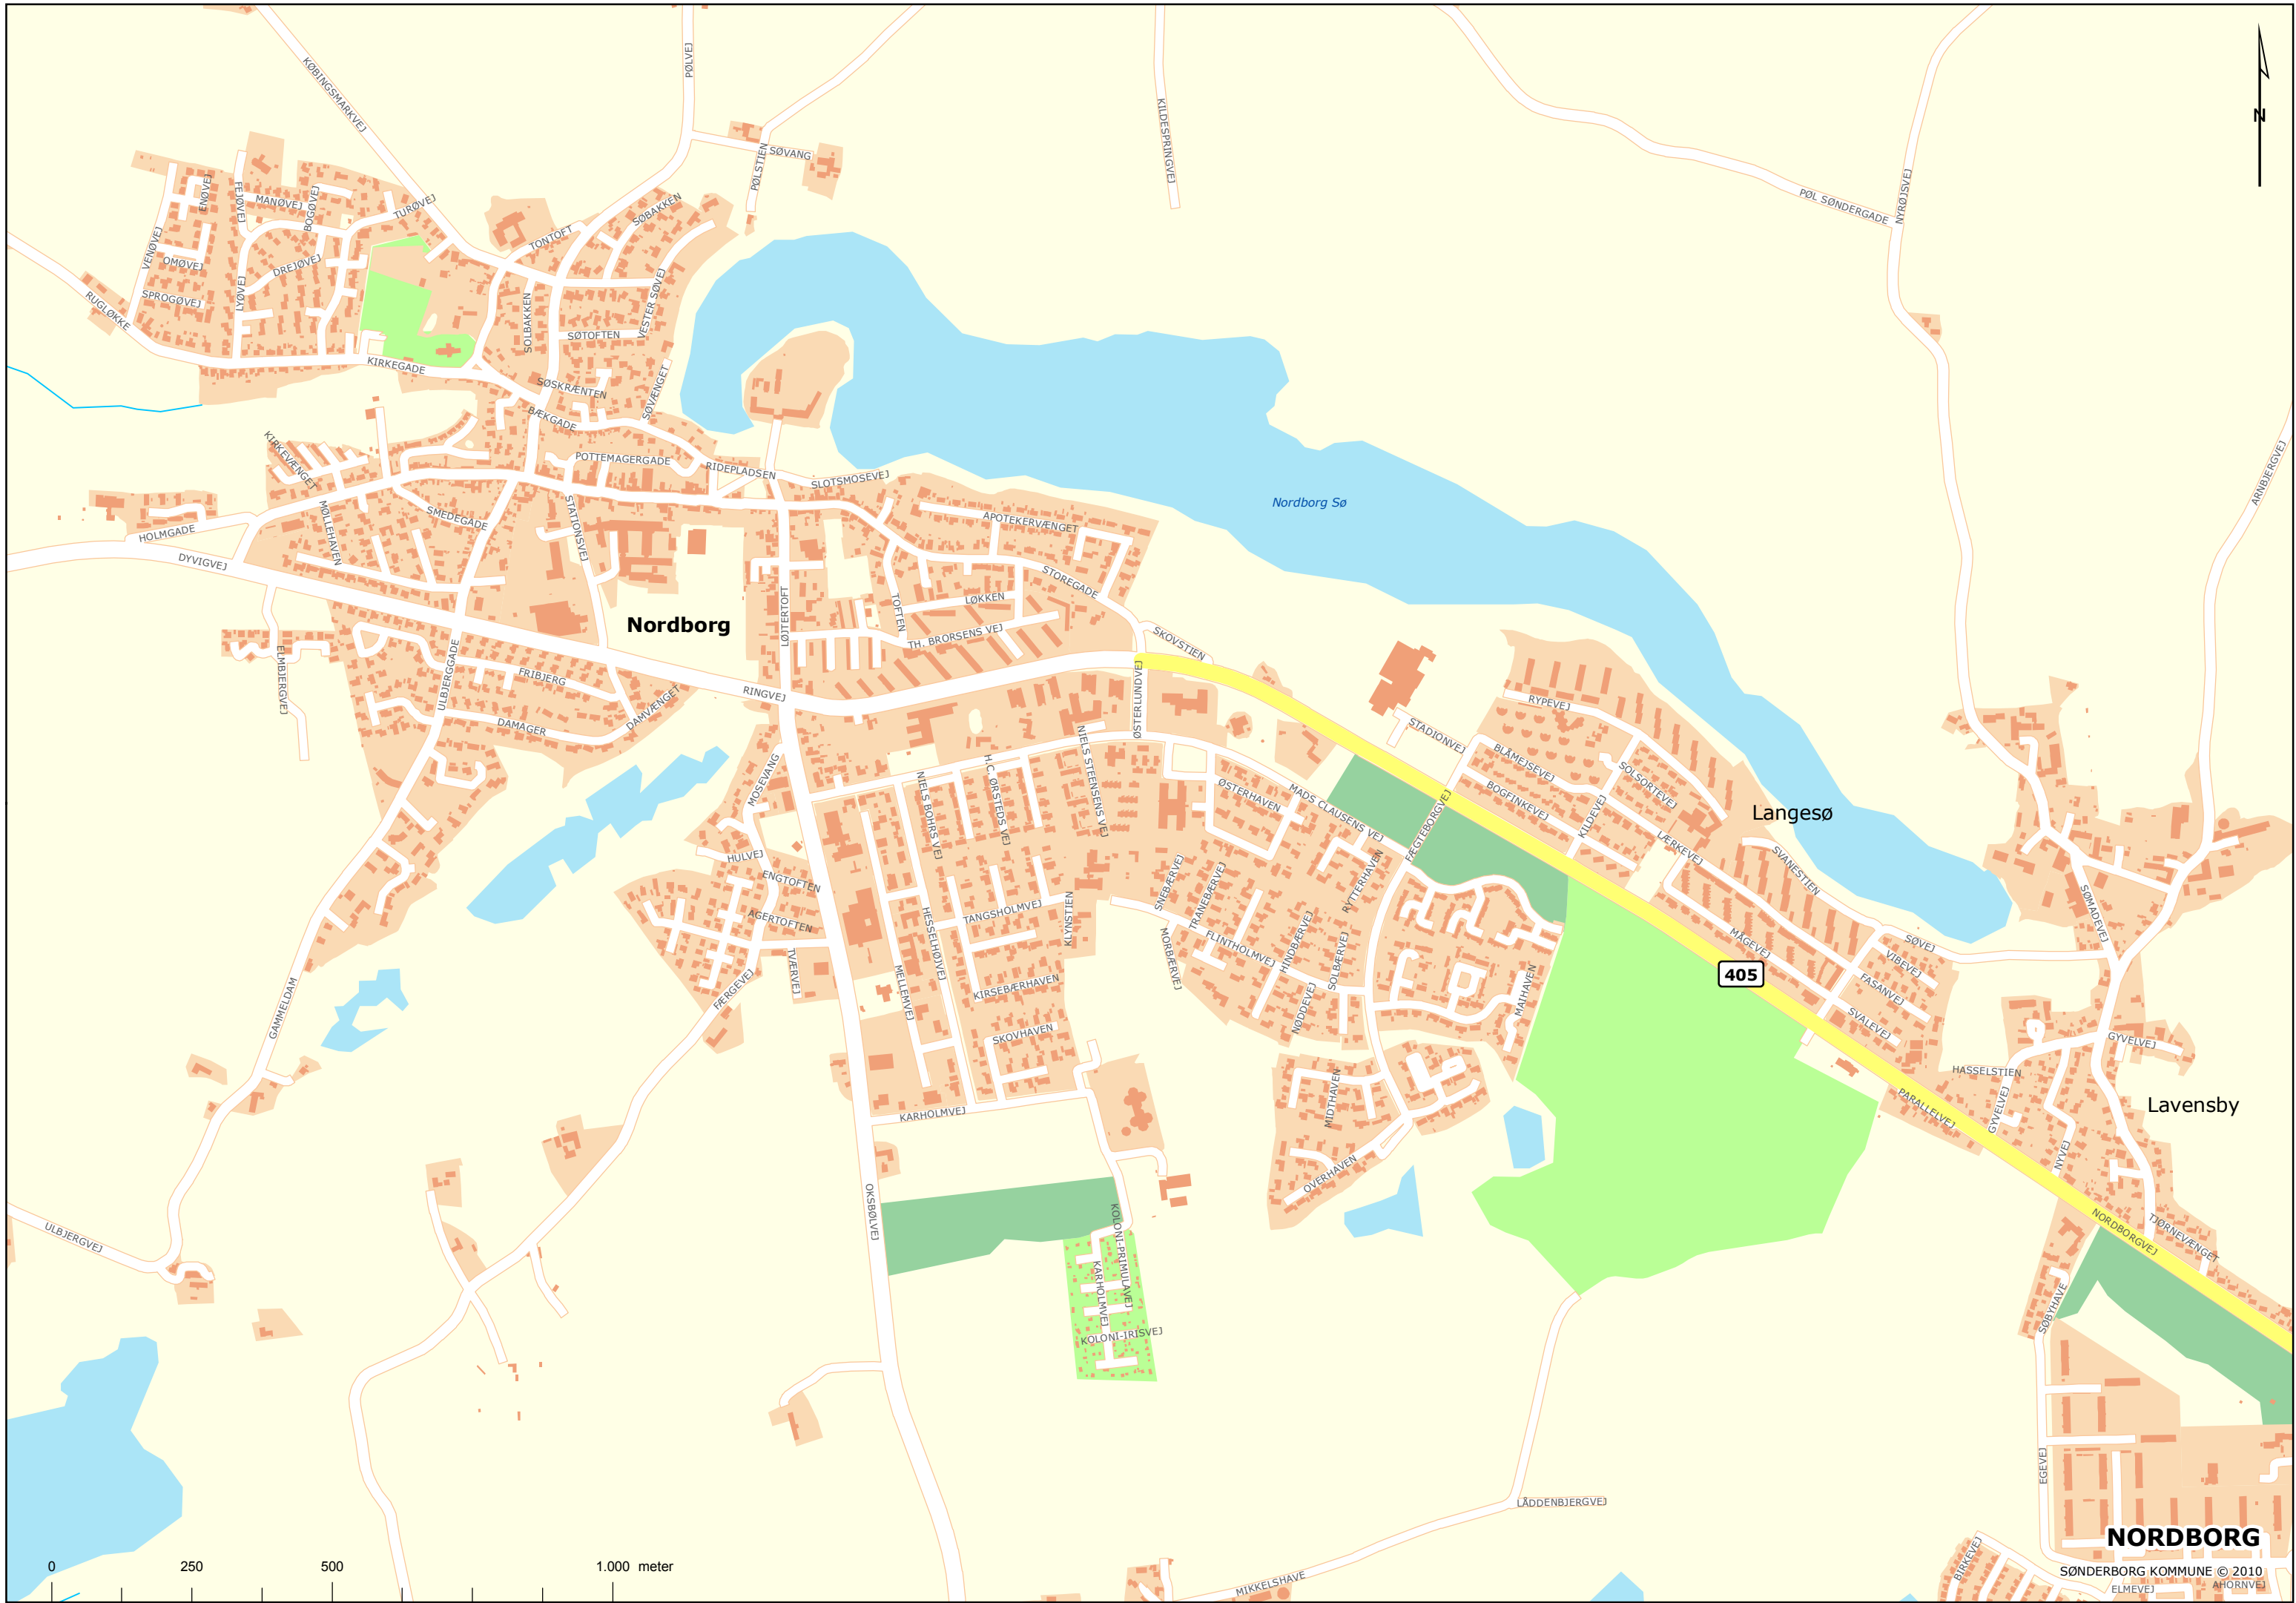 KØBINGSMARKVEJ
PØLVEJ
SØVANG
PØLSTIEN
KILDESPRINGVEJ
PØL SØNDERGADE
NYRØJSVEJ
N
ENØVEJ
FEJØVEJ
MANØVEJ
BOGØVEJ
TURØVEJ
VENØVEJ
OMØVEJ
DREJØVEJ
SPROGØVEJ
LYØVEJ
RUGLØKKE
TONTOFT
SØBAKKEN
SOLBAKKEN
VESTER SØVEJ
SØTOFTEN
KIRKEGADE
SØSKRÆNTEN
SØVÆNGET
BÆKGADE
KIRKEVÆNGET
POTTEMAGERGADE
RIDEPLADSEN
SLOTSMOSEVEJ
ARNBJERGVEJ
Nordborg Sø
MØLLEHAVEN
SMEDEGADE
STATIONSVEJ
APOTEKERVÆNGET
HOLMGADE
DYVIGVEJ
STOREGADE
LØJTERTOFT
TOFTEN
LØKKEN
Nordborg
TH. BRORSENS VEJ
SKOVSTIEN
ELMBJERGVEJ
ULBJERGGADE
FRIBJERG
RINGVEJ
DAMVÆNGET
DAMAGER
ØSTERLUNDVEJ
RYPEVEJ
STADIONVEJ
BLÅMEJSEVEJ
SOLSORTEVEJ
BOGFINKEVEJ
KILDEVEJ
MOSEVANG
NIELS BOHRS VEJ
H.C. ØRSTEDS VEJ
NIELS STEENSENS VEJ
ØSTERHAVEN
MADS CLAUSENS VEJ
FÆGTEBORGVEJ
Langesø
LÆRKEVEJ
SVANESTIEN
HULVEJ
ENGTOFTEN
AGERTOFTEN
SNEBÆRVEJ
TRANEBÆRVEJ
RYTTERHAVEN
TANGSHOLMVEJ
KLYNSTIEN
HESSELHØJVEJ
FLINTHOLMVEJ
HINDBÆRVEJ
SOLBÆRVEJ
MORBÆRVEJ
MÅGEVEJ
SØVEJ
VIBEVEJ
FASANVEJ
SØMADEVEJ
405
TVÆRVEJ
MELLEMVEJ
FÆRGEVEJ
KIRSEBÆRHAVEN
NØDDEVEJ
MAIHAVEN
SVALEVEJ
GAMMELDAM
SKOVHAVEN
GYVELVEJ
HASSELSTIEN
MIDTHAVEN
KARHOLMVEJ
PARALLELVEJ
GYVELVEJ
Lavensby
NYVEJ
OVERHAVEN
OKSBØLVEJ
ULBJERGVEJ
KOLONI-PRIMULAVEJ
KARHOLMVEJ
KOLONI-IRISVEJ
NORDBORGVEJ
TJØRNEVÆNGET
SØBYHAVE
EGEVEJ
LÅDDENBJERGVEJ
MIKKELSHAVE
BIRKEVEJ
NORDBORG
SØNDERBORG KOMMUNE © 2010
ELMEVEJ
AHORNVEJ
0 250 500 1.000 meter